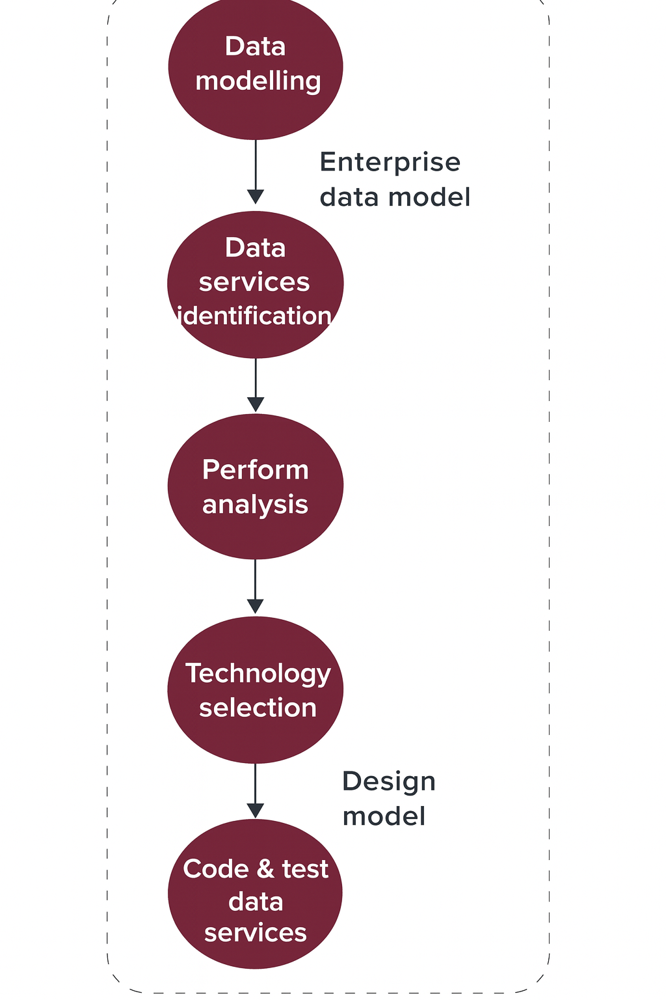 Data
modelling
Enterprise
data model
Data
services
identification
Perform
analysis
Technology
selection
Design
model
Code & test
data
services